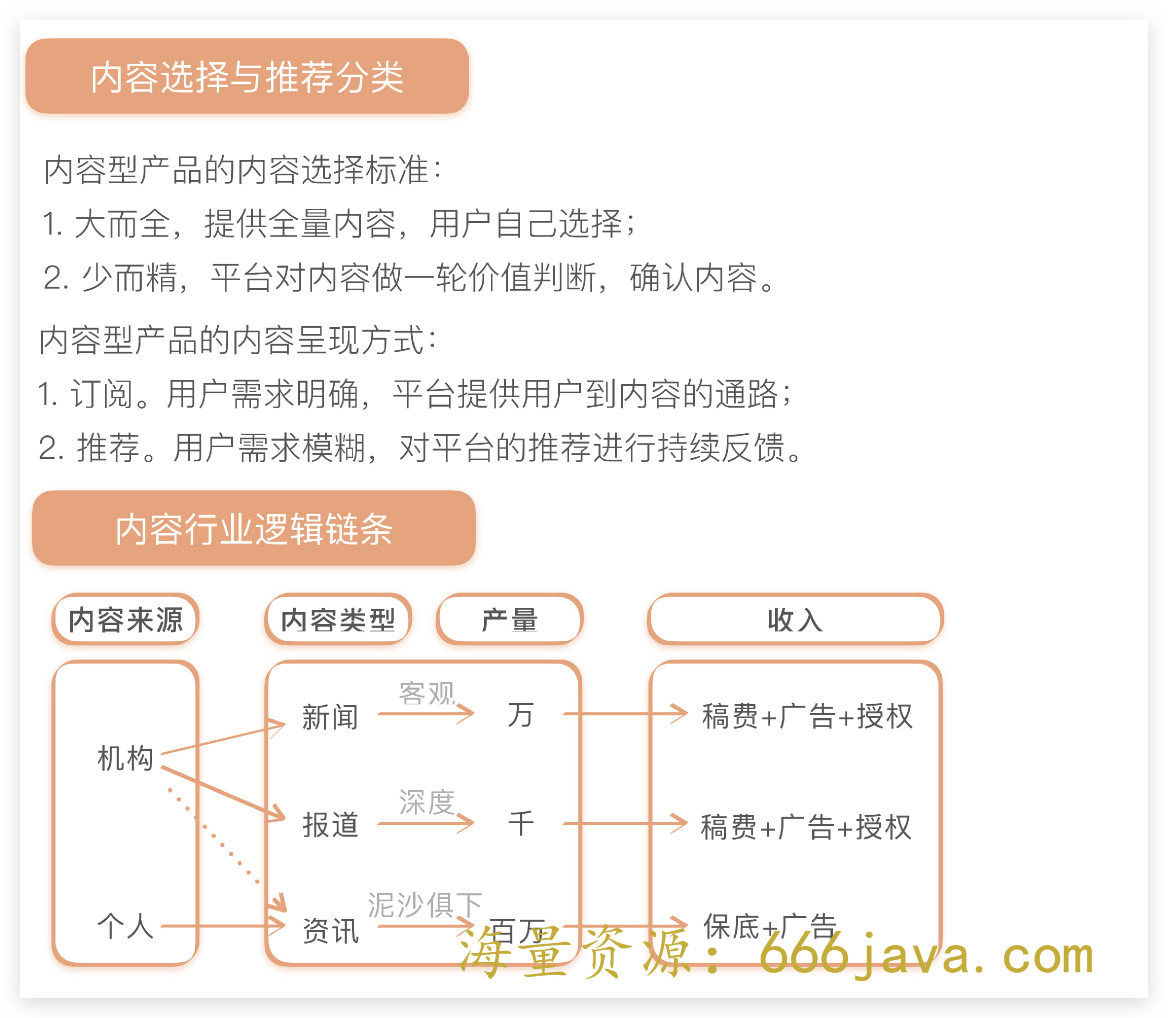 内容选择与推荐分类
内容型产品的内容选择标准：
1. 大而全，提供全量内容，用户自己选择；
2. 少而精，平台对内容做一轮价值判断，确认内容。
内容型产品的内容呈现方式：
1. 订阅。用户需求明确，平台提供用户到内容的通路；
2. 推荐。用户需求模糊，对平台的推荐进行持续反馈。
内容行业逻辑链条
内容来源 内容类型 产量 收入
新闻 客观 万 稿费+广告+授权
机构
报道 深度 千 稿费+广告+授权
个人 资讯 泥沙俱下 百万 保底+广告
海量资源：666java.com